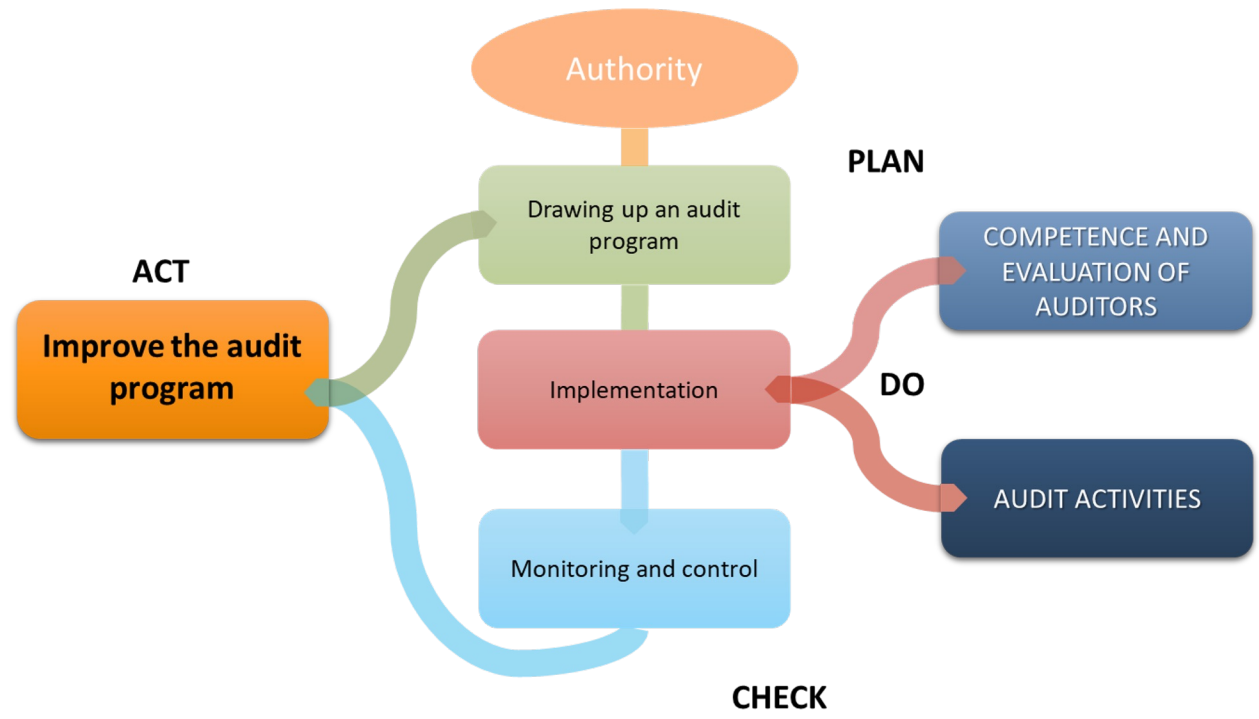 Authority
PLAN
Drawing up an audit
program
COMPETENCE AND
EVALUATION OF
AUDITORS
ACT
Improve the audit
program
Implementation
DO
AUDIT ACTIVITIES
Monitoring and control
CHECK